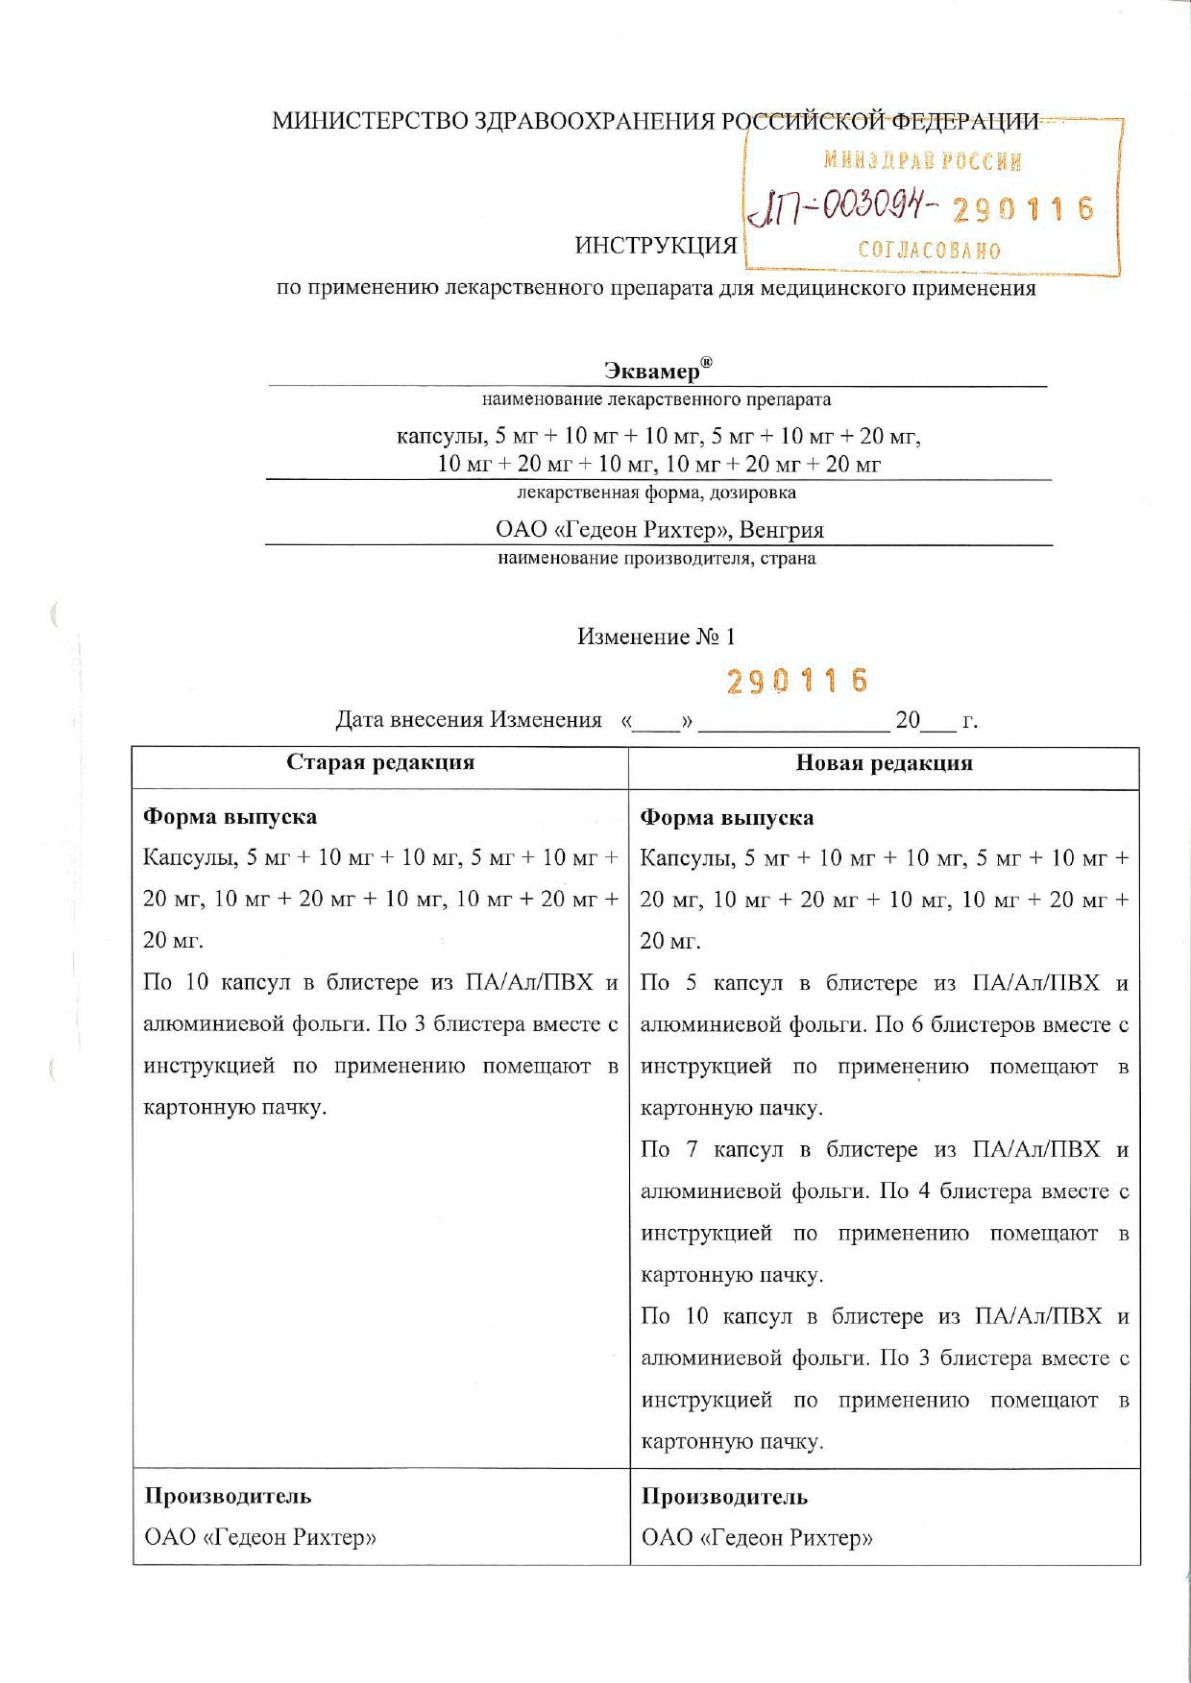 МИНИСТЕРСТВО ЗДРАВООХРАНЕНИЯ РОССИЙСКОЙ ФЕДЕРАЦИИ
МИНЗДРАВ РОССИИ
ЛП-003094- 290116
СОГЛАСОВАНО
ИНСТРУКЦИЯ
по применению лекарственного препарата для медицинского применения
Эквамер®
наименование лекарственного препарата
капсулы, 5 мг + 10 мг + 10 мг, 5 мг + 10 мг + 20 мг,
10 мг + 20 мг + 10 мг, 10 мг + 20 мг + 20 мг
лекарственная форма, дозировка
ОАО «Гедеон Рихтер», Венгрия
наименование производителя, страна
Изменение № 1
290116
Дата внесения Изменения «____» ________________ 20___ г.
Старая редакция
Форма выпуска
Капсулы, 5 мг + 10 мг + 10 мг, 5 мг + 10 мг +
20 мг, 10 мг + 20 мг + 10 мг, 10 мг + 20 мг +
20 мг.
По 10 капсул в блистере из ПА/Ал/ПВХ и
алюминиевой фольги. По 3 блистера вместе с
инструкцией по применению помещают в
картонную пачку.
Новая редакция
Форма выпуска
Капсулы, 5 мг + 10 мг + 10 мг, 5 мг + 10 мг +
20 мг, 10 мг + 20 мг + 10 мг, 10 мг + 20 мг +
20 мг.
По 5 капсул в блистере из ПА/Ал/ПВХ и
алюминиевой фольги. По 6 блистеров вместе с
инструкцией по применению помещают в
картонную пачку.
По 7 капсул в блистере из ПА/Ал/ПВХ и
алюминиевой фольги. По 4 блистера вместе с
инструкцией по применению помещают в
картонную пачку.
По 10 капсул в блистере из ПА/Ал/ПВХ и
алюминиевой фольги. По 3 блистера вместе с
инструкцией по применению помещают в
картонную пачку.
Производитель
ОАО «Гедеон Рихтер»
Производитель
ОАО «Гедеон Рихтер»